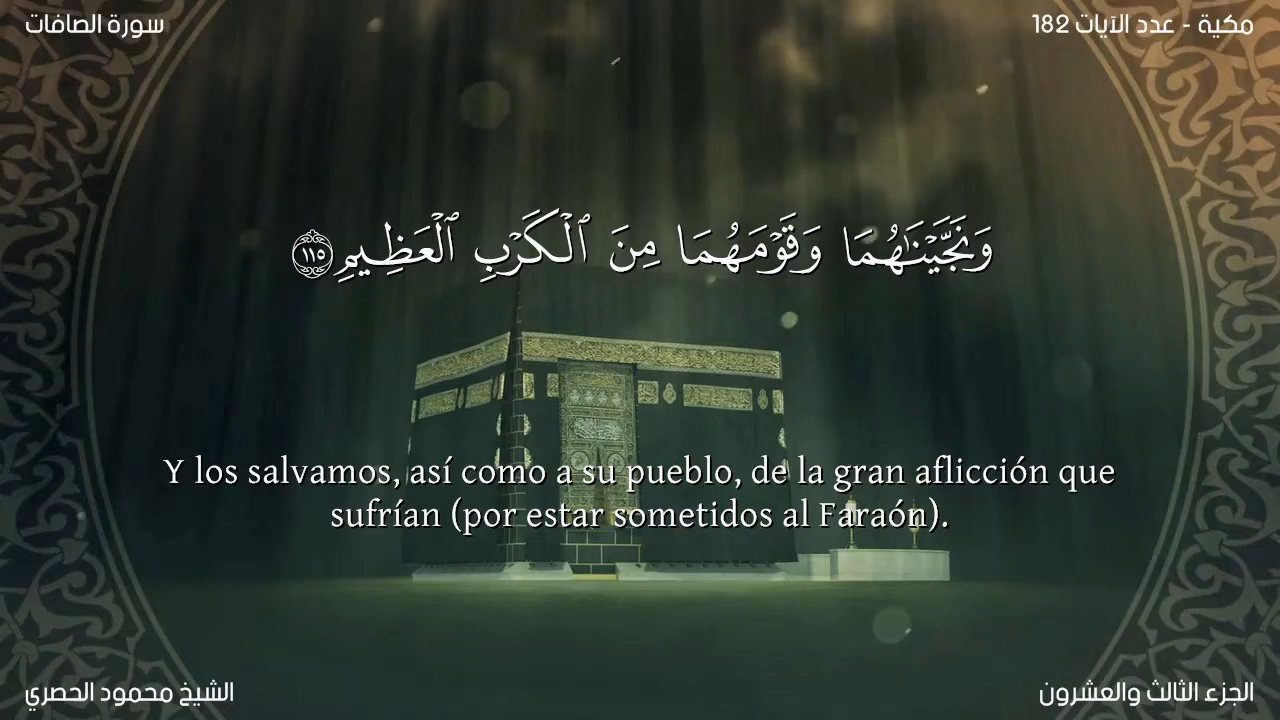 مكية - عدد الآيات 182
سورة الصافات
وَنَجَّيْنَٰهُمَا وَقَوْمَهُمَا مِنَ ٱلْكَرْبِ ٱلْعَظِيمِ ١١٥
Y los salvamos, así como a su pueblo, de la gran aflicción que
sufrían (por estar sometidos al Faraón).
الجزء الثالث والعشرون
الشيخ محمود الحصري